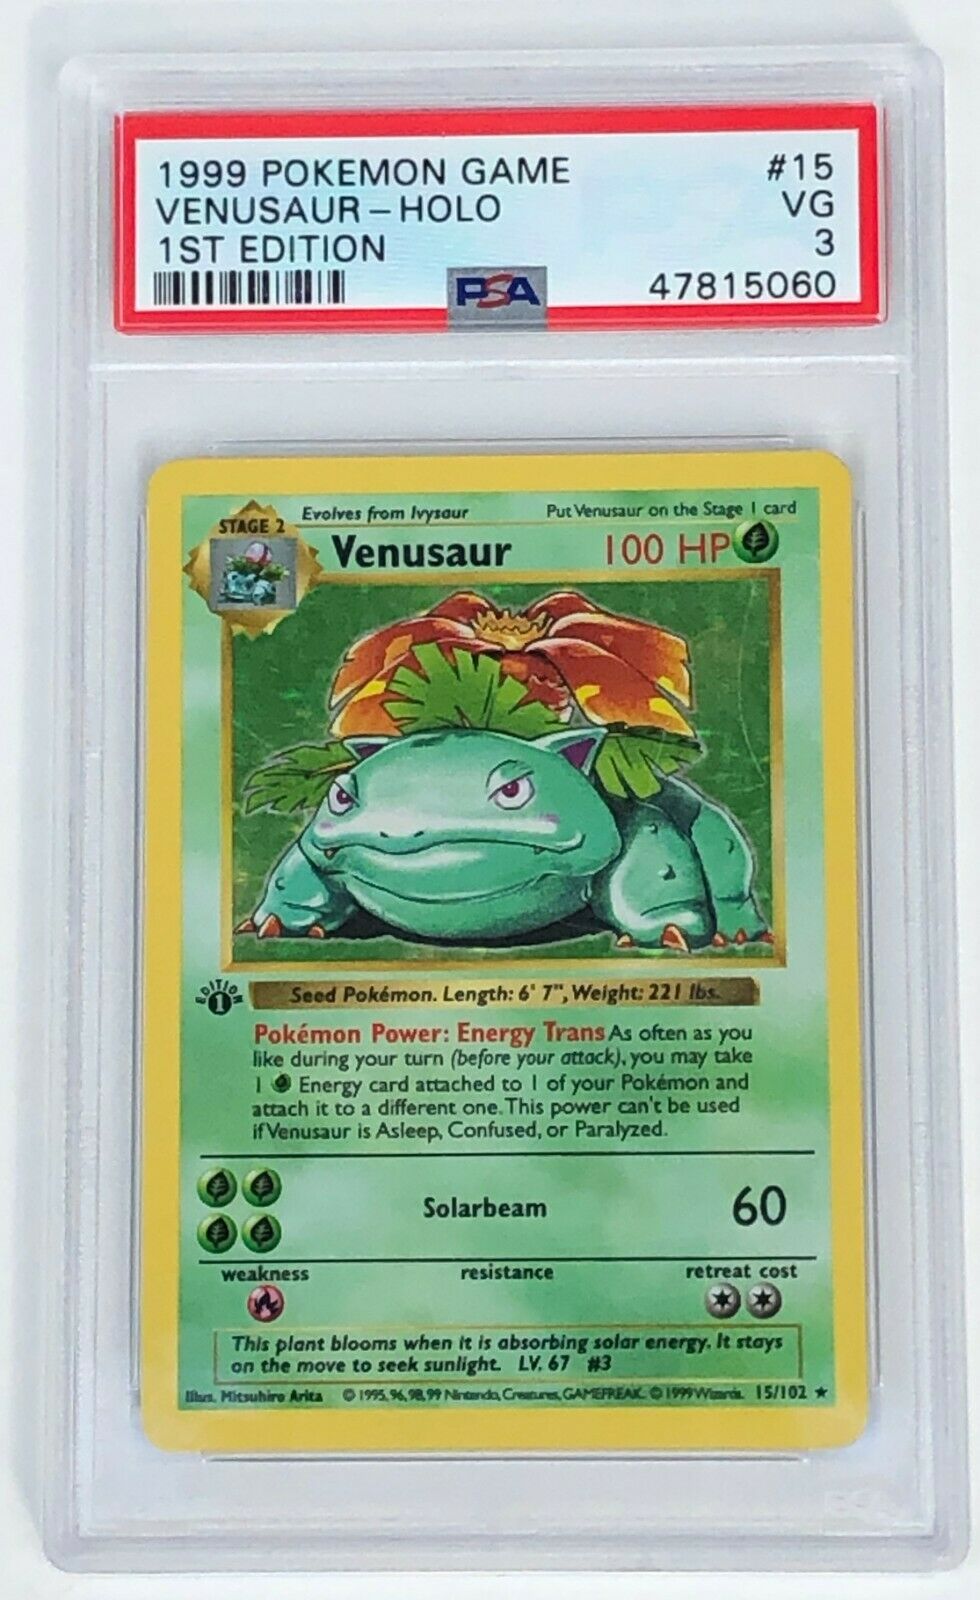 1999 POKEMON GAME #15
VENUSAUR – HOLO VG
1ST EDITION 3
PSA 47815060
STAGE 2 Evolves from Ivysaur Put Venusaur on the Stage 1 card
Venusaur 100 HP
EDITION 1
Seed Pokémon. Length: 6' 7", Weight: 221 lbs.
Pokémon Power: Energy Trans As often as you
like during your turn (before your attack), you may take
1 Energy card attached to 1 of your Pokémon and
attach it to a different one. This power can't be used
if Venusaur is Asleep, Confused, or Paralyzed.
Solarbeam 60
weakness resistance retreat cost
This plant blooms when it is absorbing solar energy. It stays
on the move to seek sunlight. LV. 67 #3
Illus. Mitsuhiro Arita © 1995, 96, 98, 99 Nintendo, Creatures, GAMEFREAK. © 1999 Wizards. 15/102 ★